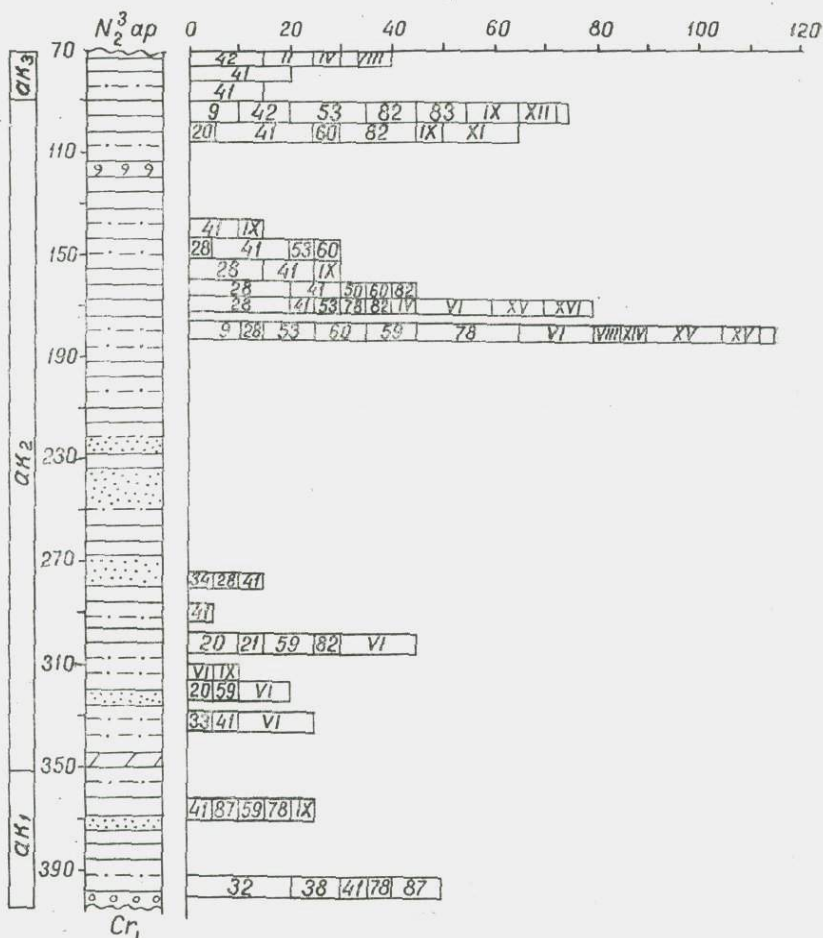 N₂³ap 0 20 40 60 80 100 120
70 42 II IV VIII
ак₃ 41
41
9 42 53 82 83 IX XII
20 41 60 82 IX XI
110
9 9 9
41 IX
150 28 41 53 60
28 41 IX
28 41 50 60 82
28 41 53 78 82 IV VI XV XVI
9 28 53 60 59 78 VI VIII XIV XV XV
190
230
ак₂
270
34 28 41
41
20 21 59 82 VI
310 VI IX
20 59 VI
33 41 VI
350
41 87 59 78 IX
ак₁
390
32 38 41 78 87
Cr₁